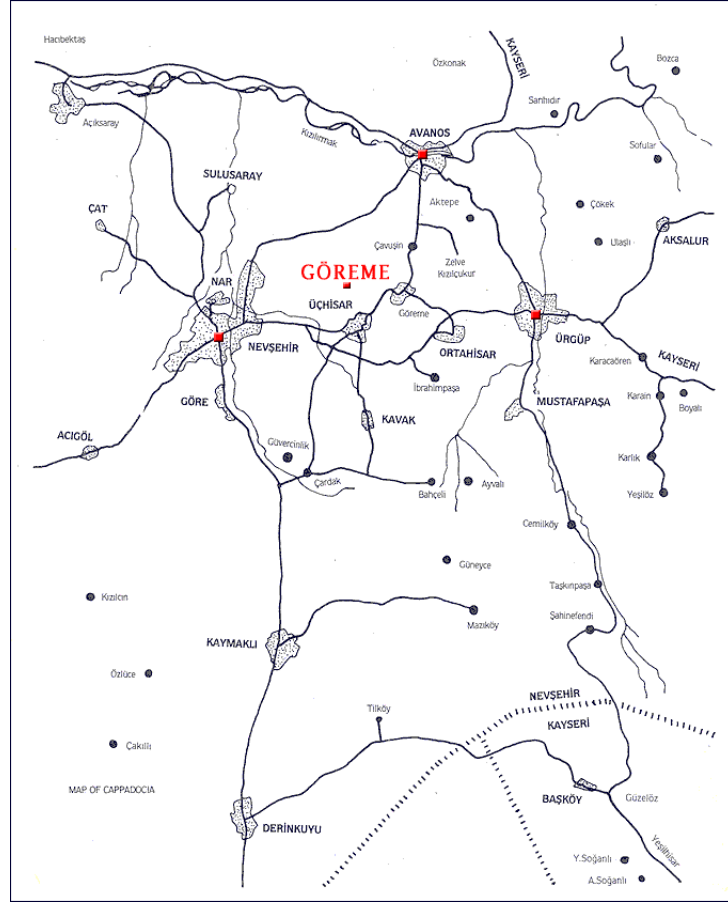 Hacıbektaş
Özkonak
KAYSERİ
Bozca
Sarıhıdır
Açıksaray
Kızılırmak
AVANOS
Sofular
SULUSARAY
ÇAT
Aktepe
Çökek
Ulaşlı
AKSALUR
Çavuşin
Zelve
Kızılçukur
GÖREME
NAR
ÜÇHİSAR
Göreme
NEVŞEHİR
ORTAHİSAR
ÜRGÜP
Karacaören
KAYSERİ
İbrahimpaşa
GÖRE
KAVAK
MUSTAFAPAŞA
Karain
Boyalı
ACIGÖL
Güvercinlik
Karlık
Çardak
Bahçeli
Ayvalı
Yeşilöz
Cemilköy
Güneyce
Taşkınpaşa
Kızılcın
Mazıköy
Şahinefendi
KAYMAKLI
Özlüce
NEVŞEHİR
Tilköy
KAYSERİ
Çakıllı
MAP OF CAPPADOCIA
BAŞKÖY
Güzelöz
DERİNKUYU
Yeşilhisar
Y.Soğanlı
A.Soğanlı